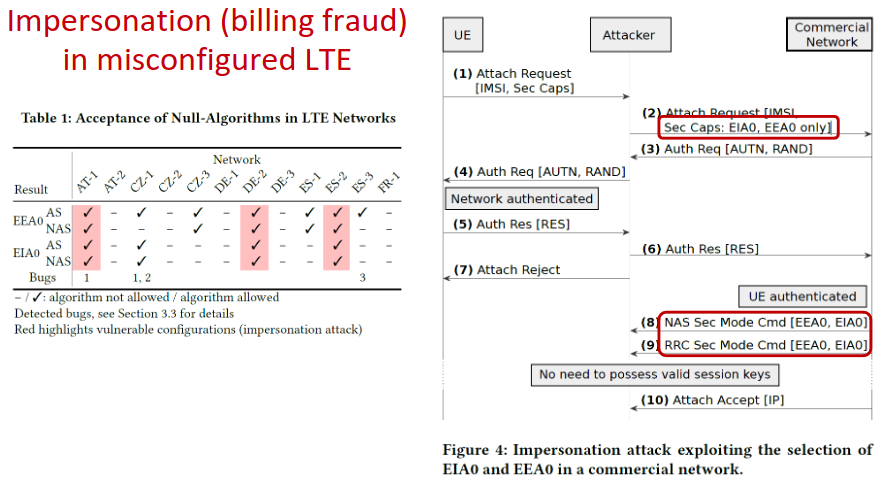 Impersonation (billing fraud)
in misconfigured LTE
Table 1: Acceptance of Null-Algorithms in LTE Networks
Network
Result AT-1 AT-2 CZ-1 CZ-2 CZ-3 DE-1 DE-2 DE-3 ES-1 ES-2 ES-3 FR-1
EEA0 AS ✓ – ✓ – ✓ – ✓ – ✓ ✓ ✓ –
NAS ✓ – – – ✓ – ✓ – ✓ ✓ – –
EIA0 AS ✓ – ✓ – – – ✓ – – ✓ – –
NAS ✓ – ✓ – – – ✓ – – ✓ – –
Bugs 1 1, 2 3
– / ✓: algorithm not allowed / algorithm allowed
Detected bugs, see Section 3.3 for details
Red highlights vulnerable configurations (impersonation attack)
UE
Attacker
Commercial
Network
(1) Attach Request
[IMSI, Sec Caps]
(2) Attach Request [IMSI,
Sec Caps: EIA0, EEA0 only]
(3) Auth Req [AUTN, RAND]
(4) Auth Req [AUTN, RAND]
Network authenticated
(5) Auth Res [RES]
(6) Auth Res [RES]
(7) Attach Reject
UE authenticated
(8) NAS Sec Mode Cmd [EEA0, EIA0]
(9) RRC Sec Mode Cmd [EEA0, EIA0]
No need to possess valid session keys
(10) Attach Accept [IP]
Figure 4: Impersonation attack exploiting the selection of
EIA0 and EEA0 in a commercial network.